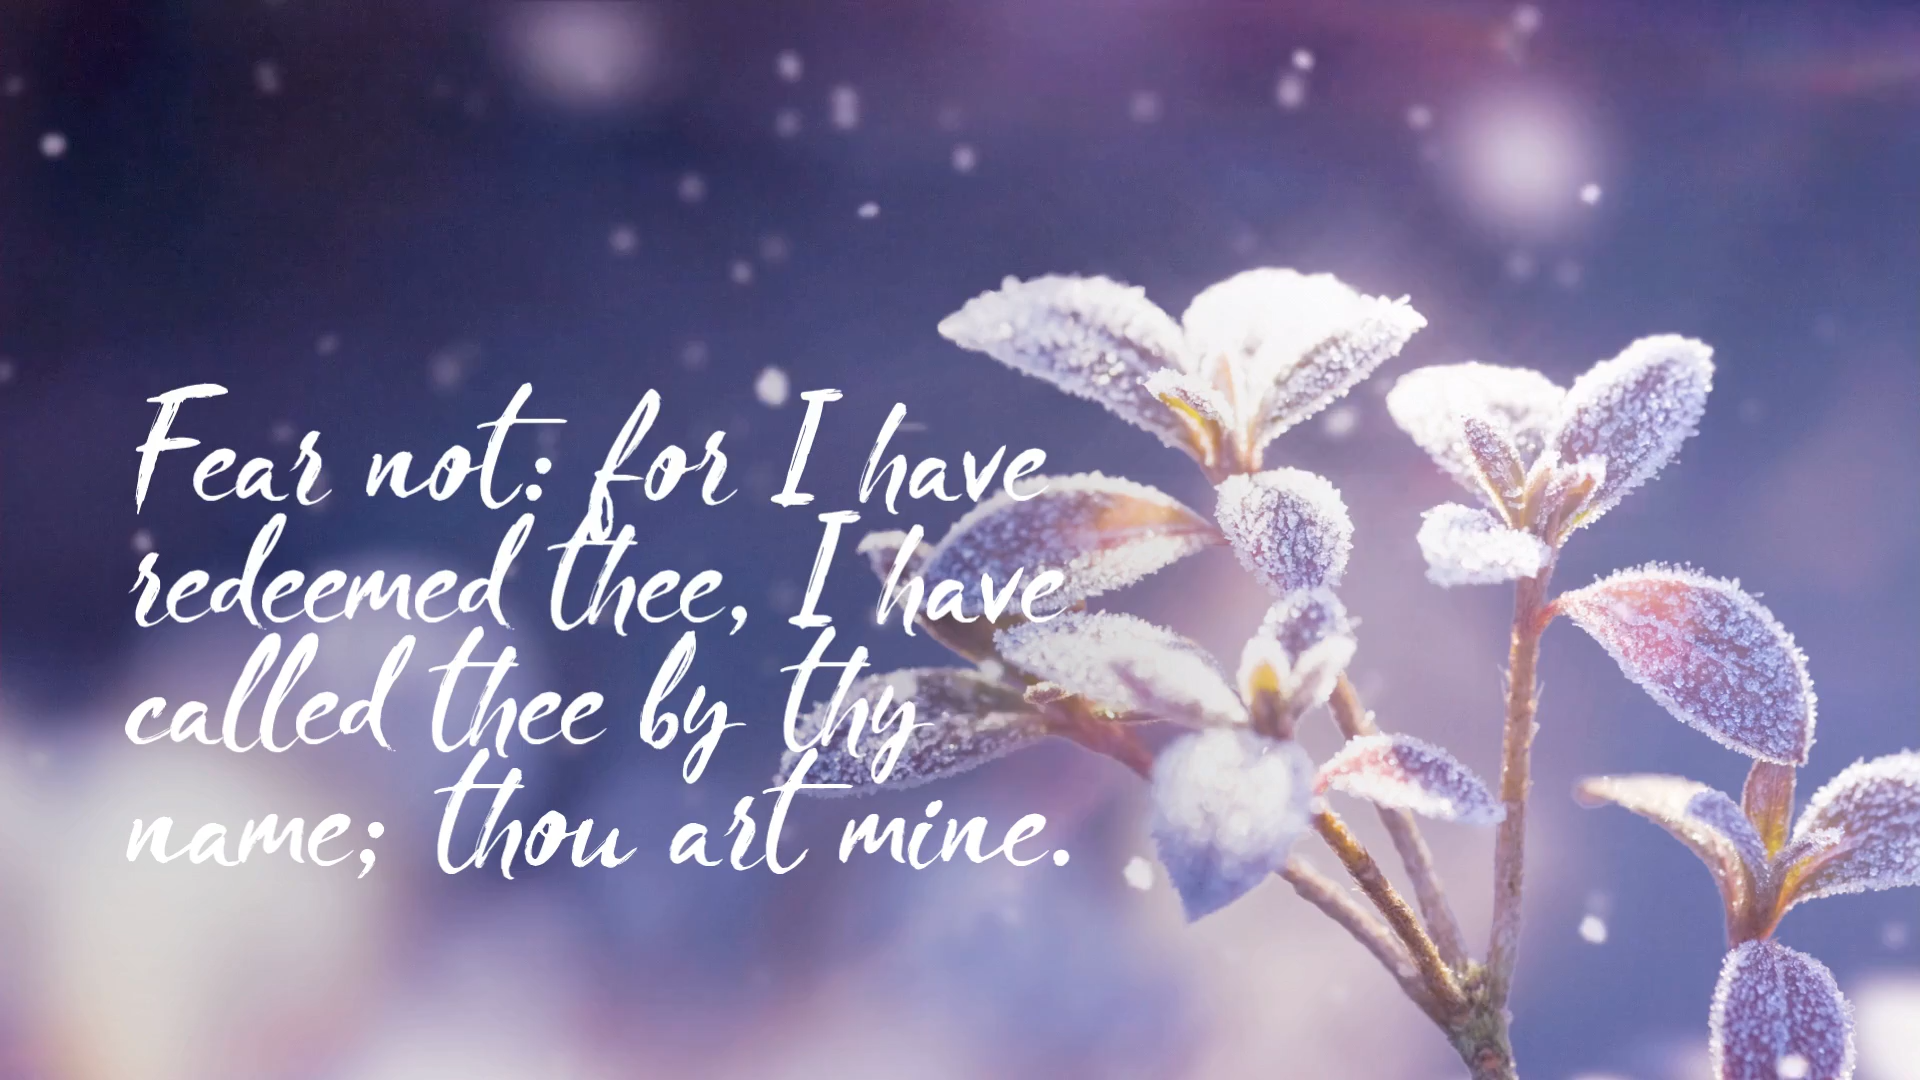 Fear not: for I have
redeemed thee, I have
called thee by thy
name; thou art mine.